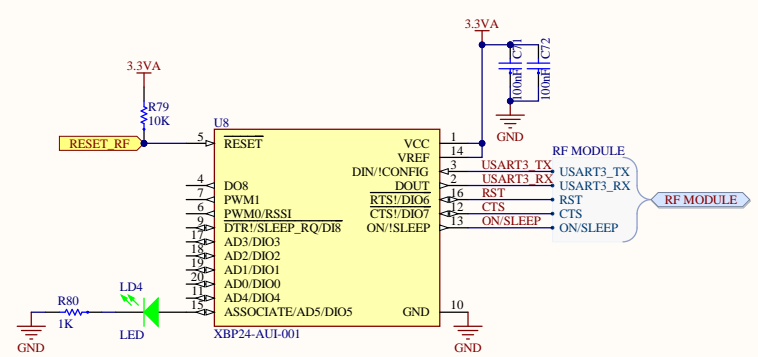 3.3VA
3.3VA
C71
100nF
C72
100nF
GND
R79
10K
U8
RESET_RF
5
RESET
VCC
1
VREF
14
DIN/!CONFIG
3
USART3_TX
DOUT
2
USART3_RX
RTS!/DIO6
16
RST
CTS!/DIO7
12
CTS
ON/!SLEEP
13
ON/SLEEP
RF MODULE
USART3_TX
USART3_RX
RST
CTS
ON/SLEEP
RF MODULE
4
DO8
7
PWM1
6
PWM0/RSSI
9
DTR!/SLEEP_RQ/DI8
17
AD3/DIO3
18
AD2/DIO2
19
AD1/DIO1
20
AD0/DIO0
11
AD4/DIO4
15
ASSOCIATE/AD5/DIO5
GND
10
GND
LD4
LED
R80
1K
GND
XBP24-AUI-001